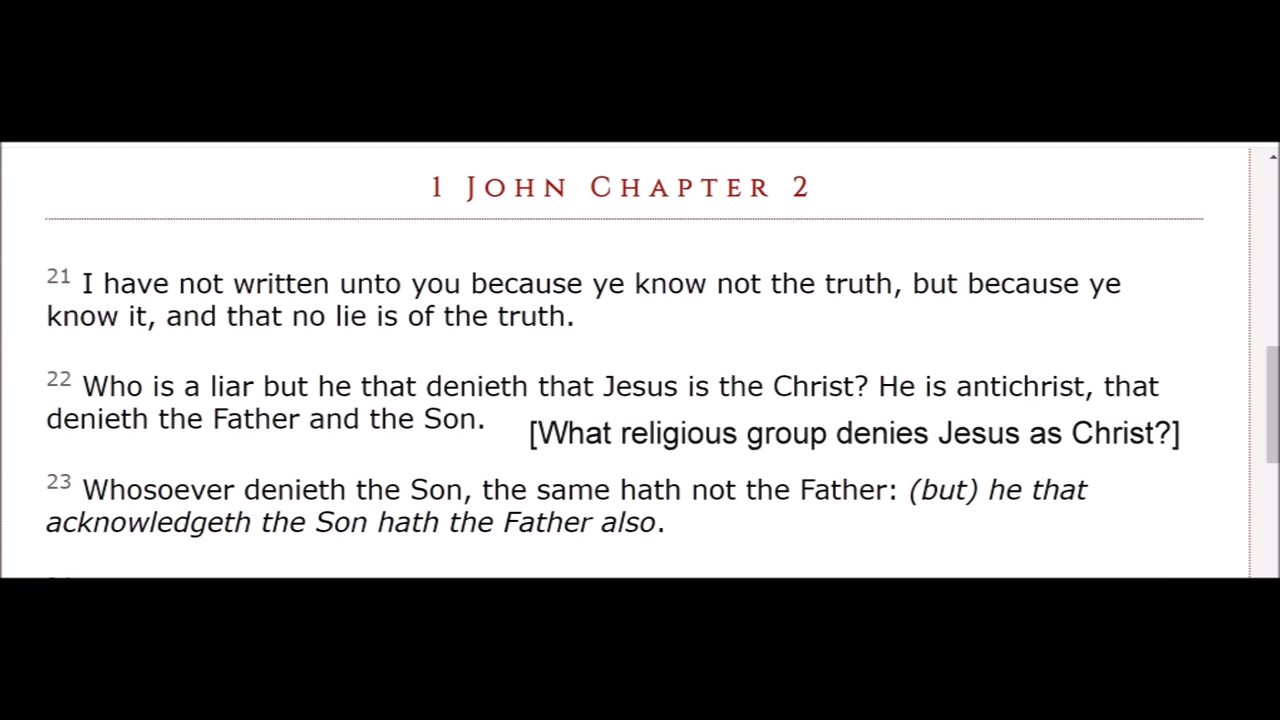 1 John Chapter 2
21 I have not written unto you because ye know not the truth, but because ye
know it, and that no lie is of the truth.
22 Who is a liar but he that denieth that Jesus is the Christ? He is antichrist, that
denieth the Father and the Son.
[What religious group denies Jesus as Christ?]
23 Whosoever denieth the Son, the same hath not the Father: (but) he that
acknowledgeth the Son hath the Father also.